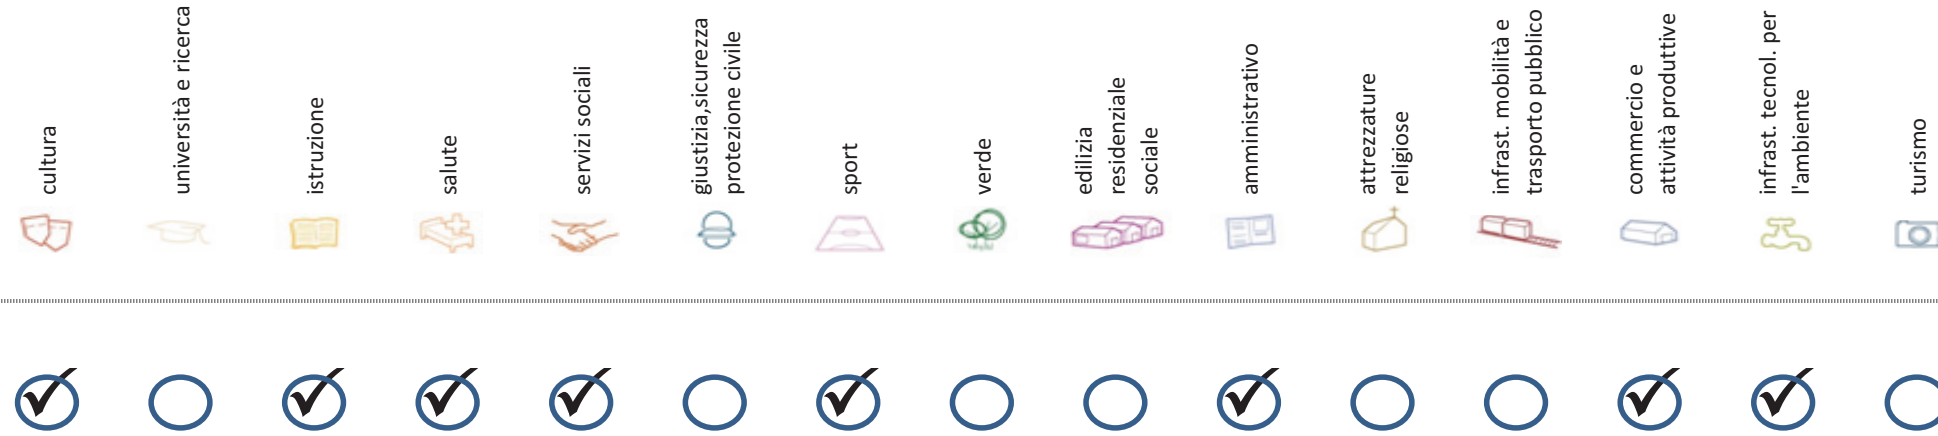 cultura
università e ricerca
istruzione
salute
servizi sociali
giustizia,sicurezza
protezione civile
sport
verde
edilizia
residenziale
sociale
amministrativo
attrezzature
religiose
infrast. mobilità e
trasporto pubblico
commercio e
attività produttive
infrast. tecnol. per
l'ambiente
turismo